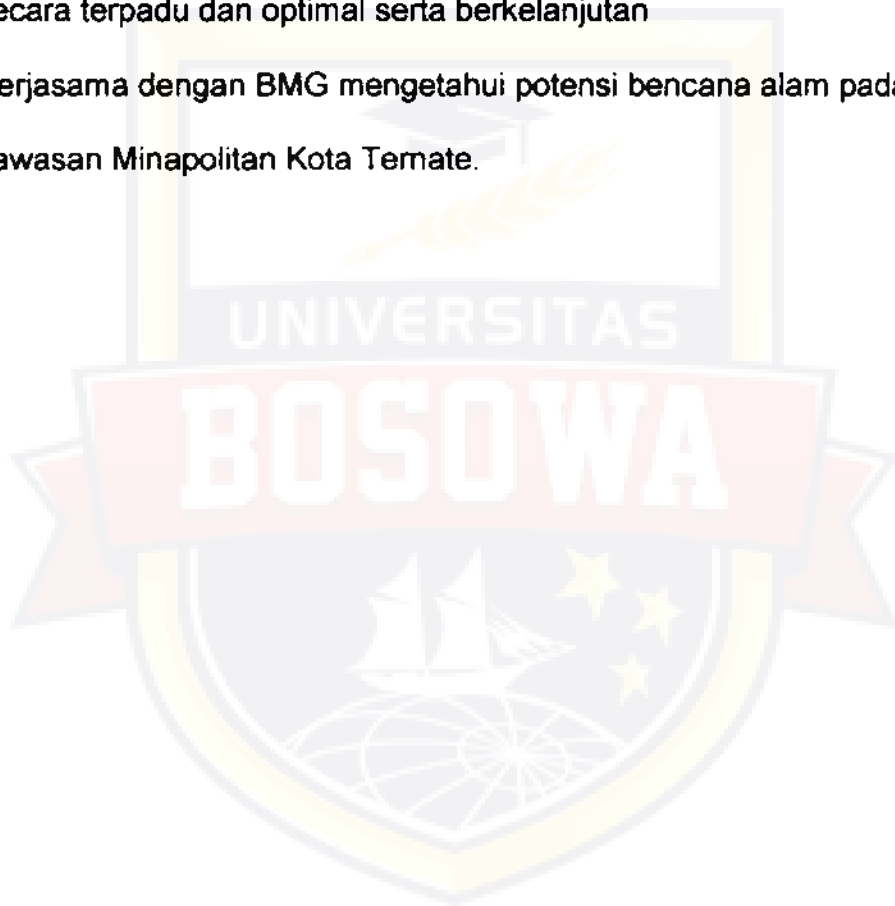 ecara terpadu dan optimal serta berkelanjutan
erjasama dengan BMG mengetahui potensi bencana alam pada
awasan Minapolitan Kota Ternate.
UNIVERSITAS
BOSOWA